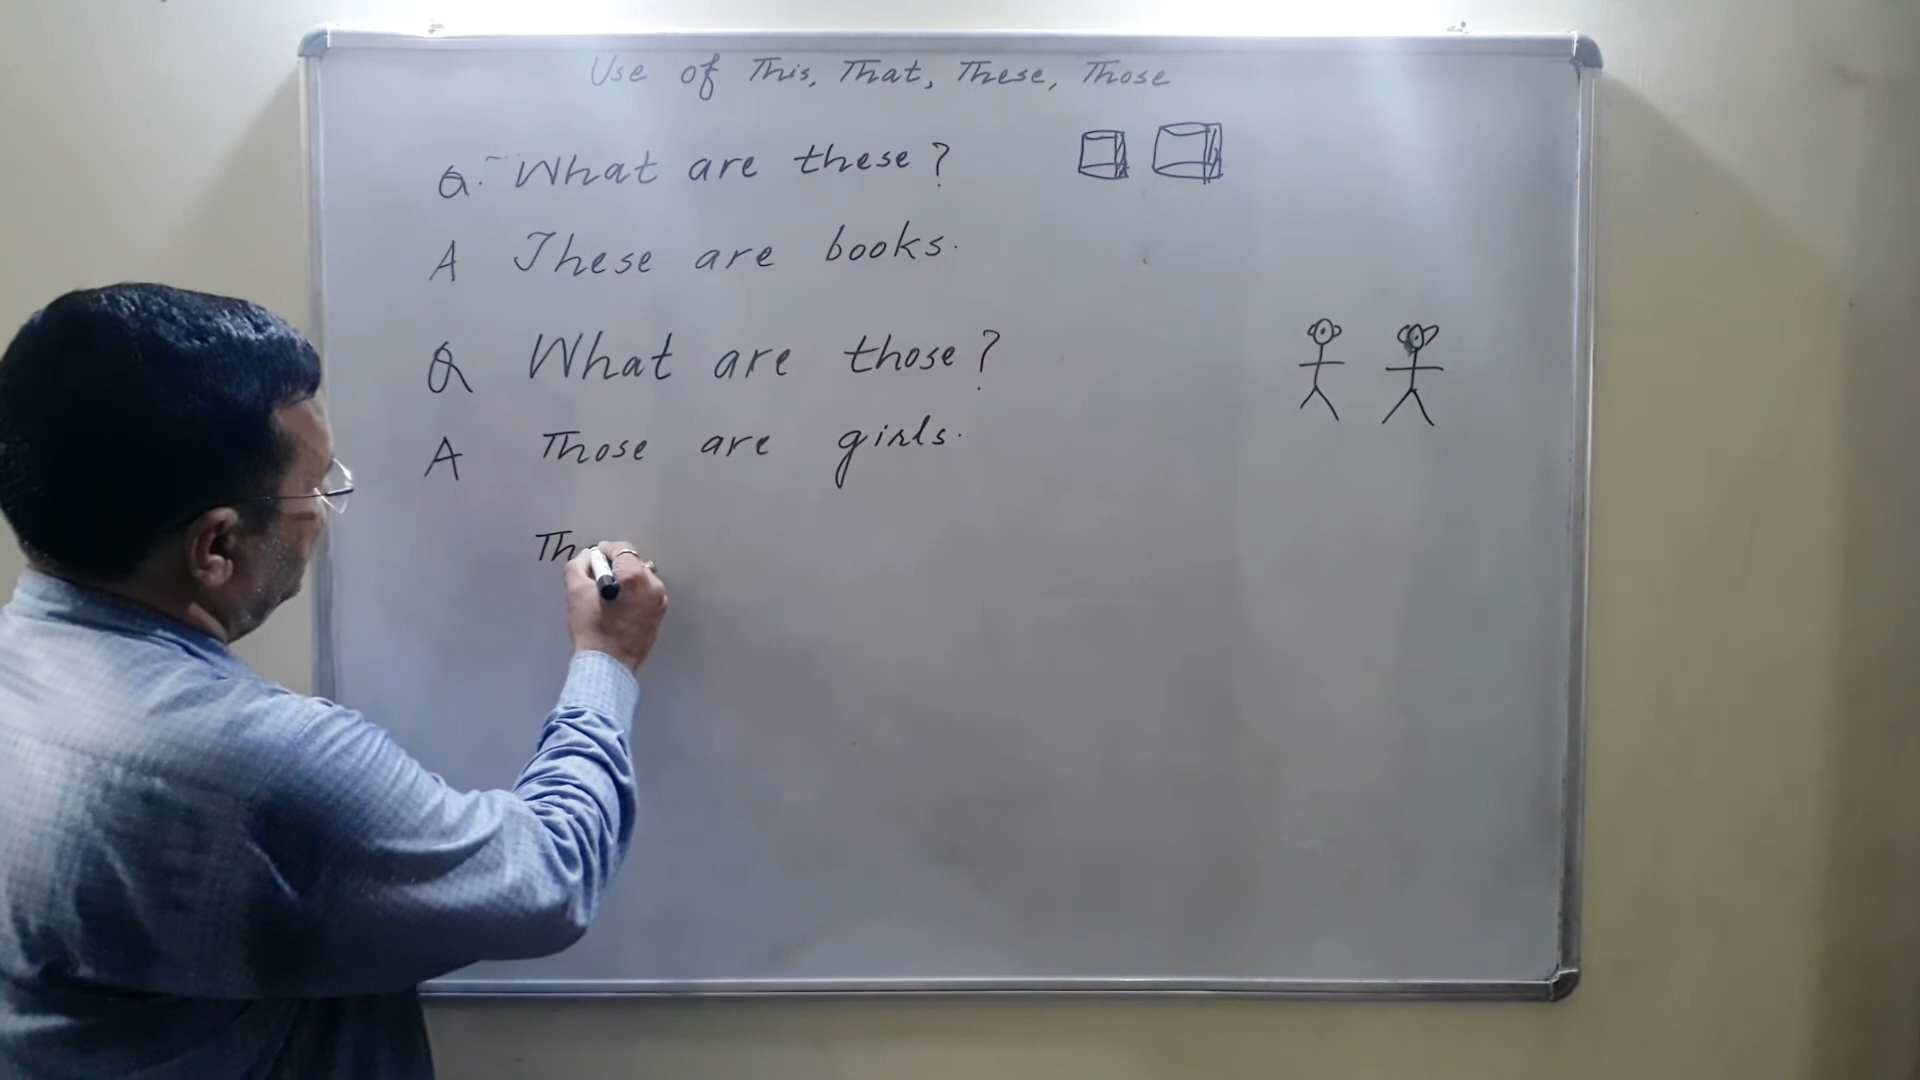 Use of This, That, These, Those
Q. What are these?
A These are books.
Q What are those?
A Those are girls.
Th